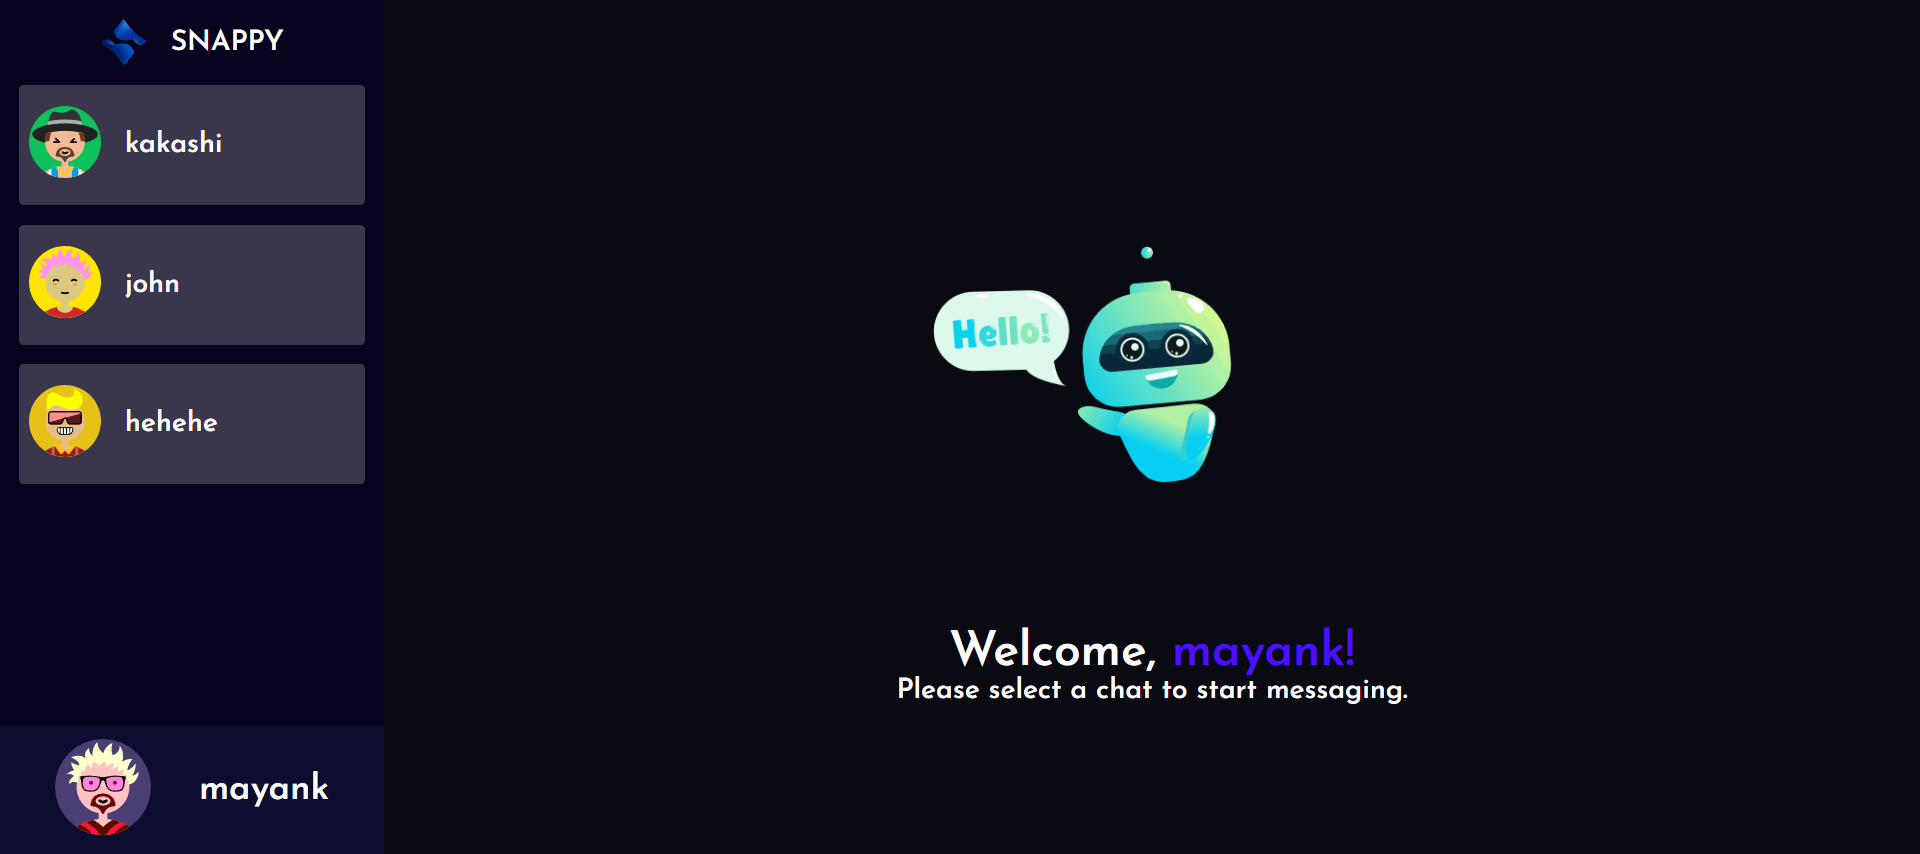 SNAPPY
kakashi
john
hehehe
mayank
Hello!
Welcome, mayank!
Please select a chat to start messaging.